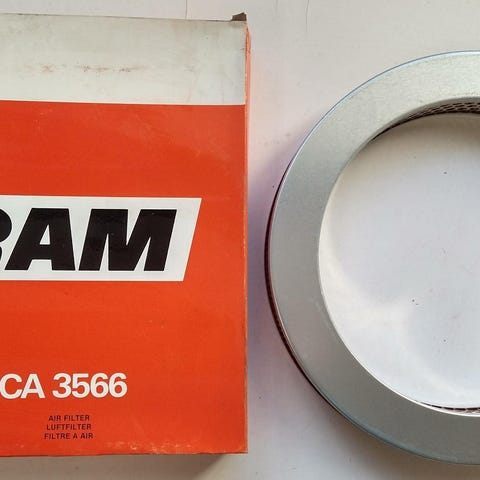 RAM
CA 3566
AIR FILTER
LUFTFILTER
FILTRE A AIR